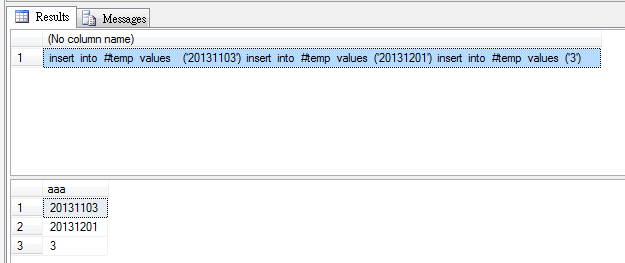 Results Messages
(No column name)
1 insert into #temp values ('20131103') insert into #temp values ('20131201') insert into #temp values ('3')
aaa
1 20131103
2 20131201
3 3